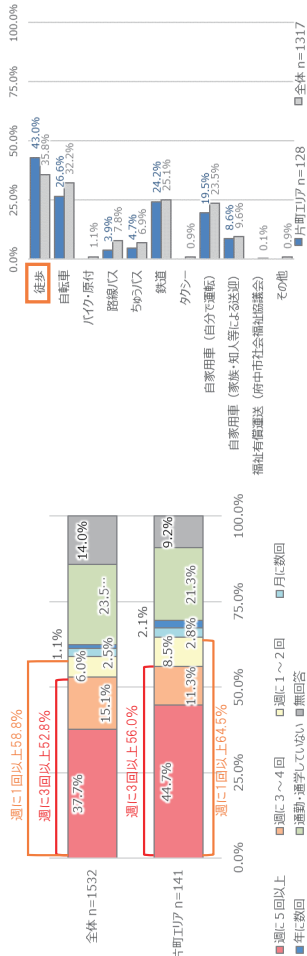 週に1回以上58.8%
週に3回以上52.8%
1.1%
全体 n=1532
37.7%
15.1%
6.0%
2.5%
23.5…
14.0%
週に3回以上56.0%
2.1%
片町エリア n=141
44.7%
11.3%
8.5%
2.8%
21.3%
9.2%
週に1回以上64.5%
0.0%
25.0%
50.0%
75.0%
100.0%
週に5回以上
週に3～4回
週に1～2回
月に数回
年に数回
通勤・通学していない
無回答
0.0%
25.0%
50.0%
75.0%
100.0%
徒歩
43.0%
35.8%
自転車
26.6%
32.2%
バイク・原付
1.1%
路線バス
3.9%
7.8%
ちゅうバス
4.7%
6.9%
鉄道
24.2%
25.1%
タクシー
0.9%
自家用車（自分で運転）
19.5%
23.5%
自家用車（家族・知人等による送迎）
8.6%
9.6%
福祉有償運送（府中市社会福祉協議会）
0.1%
その他
0.9%
片町エリア n=128
全体 n=1317